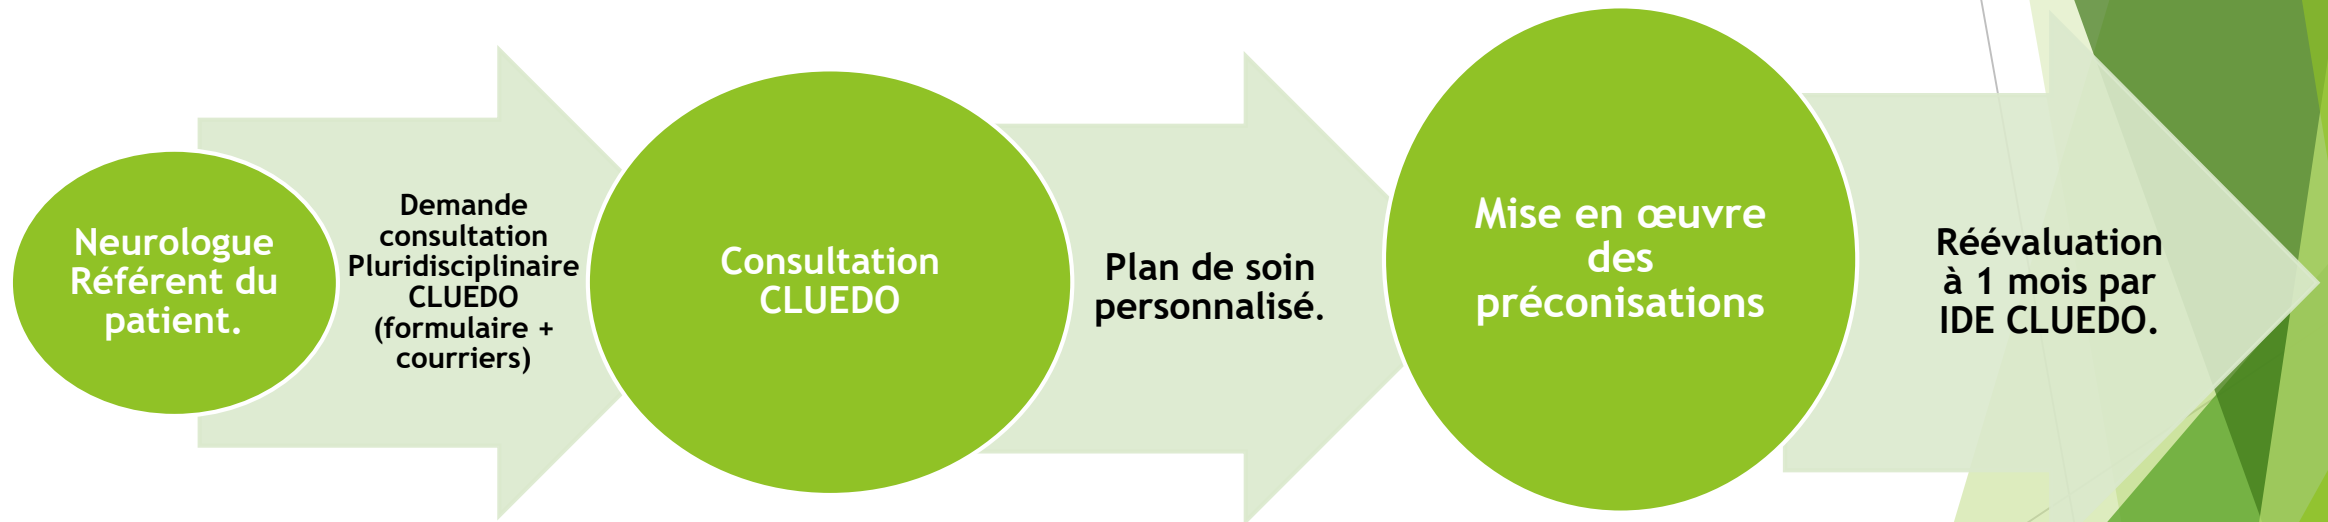 Neurologue
Référent du
patient.
Demande
consultation
Pluridisciplinaire
CLUEDO
(formulaire +
courriers)
Consultation
CLUEDO
Plan de soin
personnalisé.
Mise en œuvre
des
préconisations
Réévaluation
à 1 mois par
IDE CLUEDO.